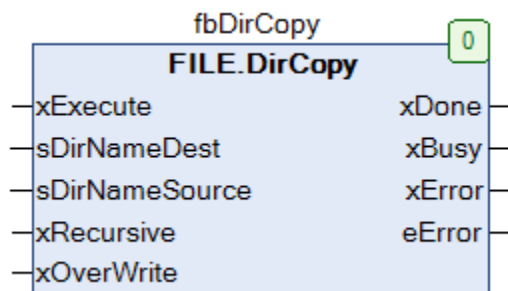 fbDirCopy
0
FILE.DirCopy
xExecute xDone
sDirNameDest xBusy
sDirNameSource xError
xRecursive eError
xOverWrite